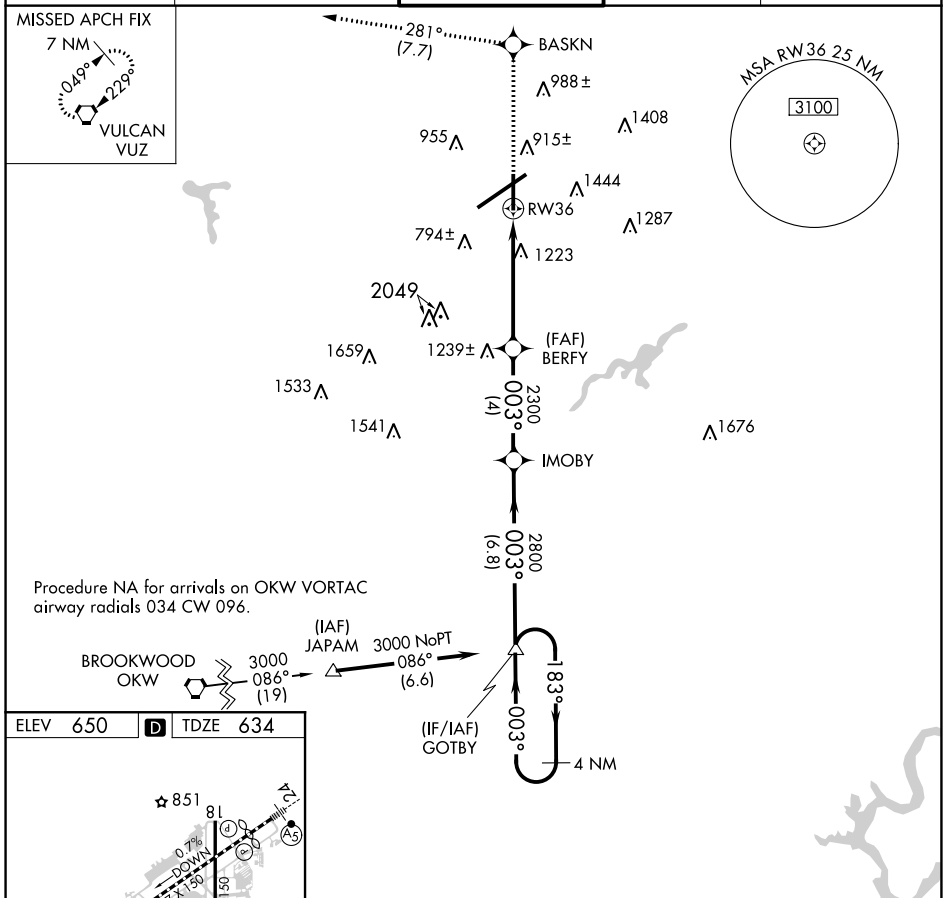 MISSED APCH FIX
7 NM
049°
229°
VULCAN
VUZ
281°
(7.7)
BASKN
988±
1408
955
915±
1444
RW36
1287
794±
1223
2049
1659
1239±
(FAF)
BERFY
1533
1541
1676
2300
003°
(4)
IMOBY
2800
003°
(6.8)
MSA RW36 25 NM
3100
Procedure NA for arrivals on OKW VORTAC
airway radials 034 CW 096.
(IAF)
JAPAM
3000 NoPT
086°
(6.6)
BROOKWOOD
OKW
3000
086°
(19)
183°
003°
(IF/IAF)
GOTBY
4 NM
ELEV 650
D
TDZE 634
851
18
24
P
P
A5
0.7%
DOWN
X 150
150